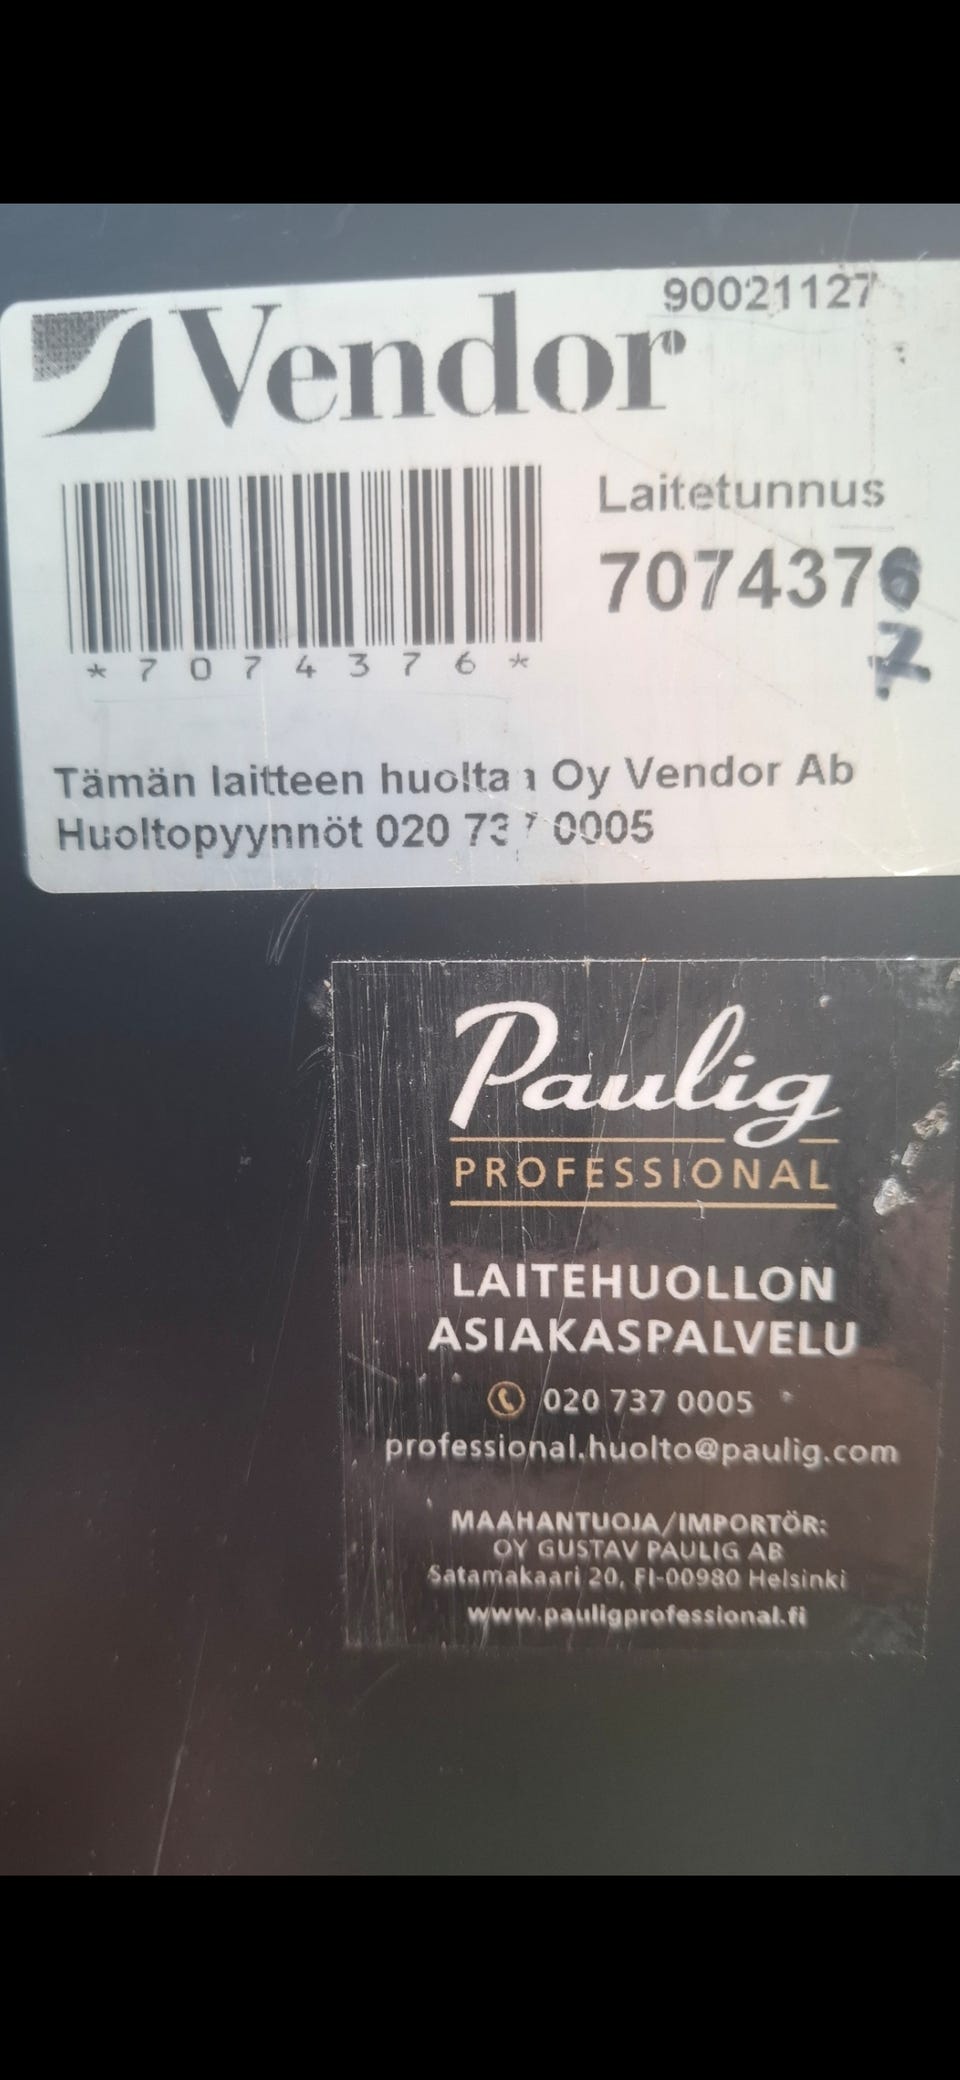 90021127
Vendor
Laitetunnus
7074376
7
*7074376*
Tämän laitteen huoltaa Oy Vendor Ab
Huoltopyynnöt 020 737 0005
Paulig
PROFESSIONAL
LAITEHUOLLON
ASIAKASPALVELU
020 737 0005
professional.huolto@paulig.com
MAAHANTUOJA/IMPORTÖR:
OY GUSTAV PAULIG AB
Satamakaari 20, FI-00980 Helsinki
www.pauligprofessional.fi